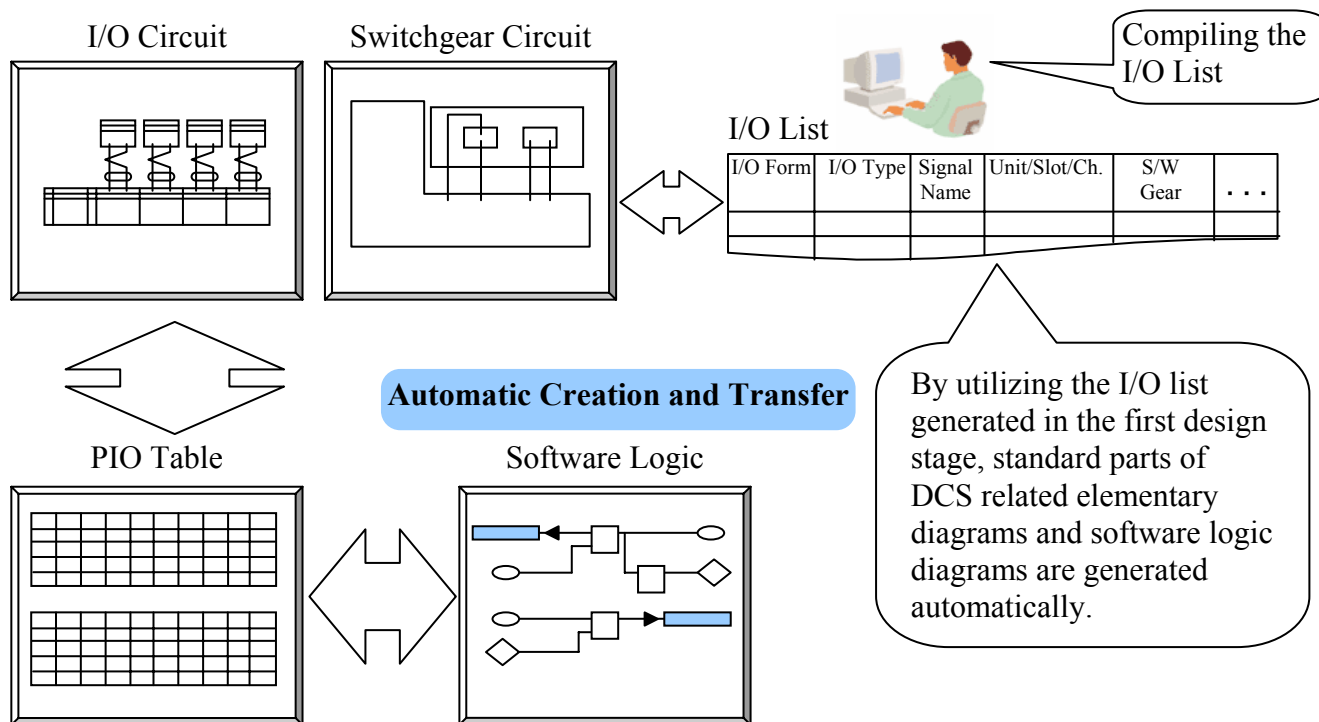 I/O Circuit
Switchgear Circuit
Compiling the
I/O List
I/O List
I/O Form I/O Type Signal Name Unit/Slot/Ch. S/W Gear . . .
Automatic Creation and Transfer
By utilizing the I/O list
generated in the first design
stage, standard parts of
DCS related elementary
diagrams and software logic
diagrams are generated
automatically.
PIO Table
Software Logic